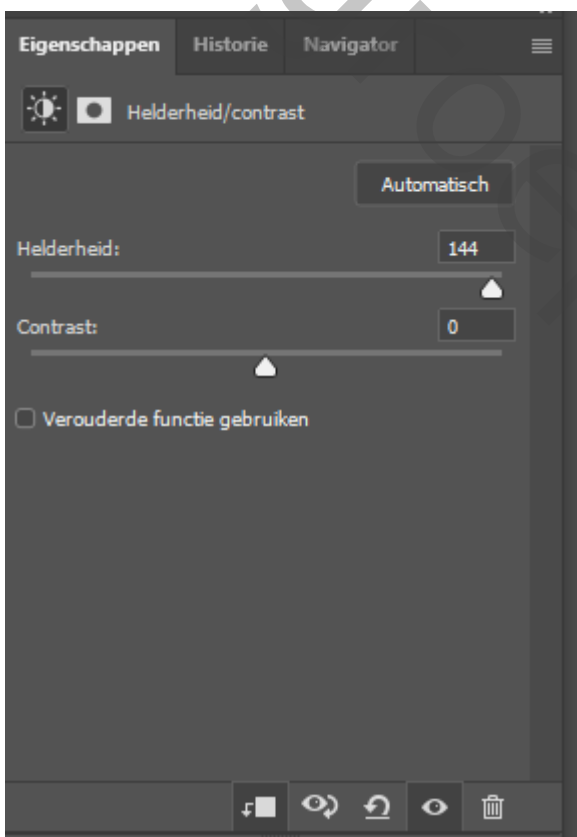 Eigenschappen Historie Navigator
Helderheid/contrast
Automatisch
Helderheid: 144
Contrast: 0
Verouderde functie gebruiken